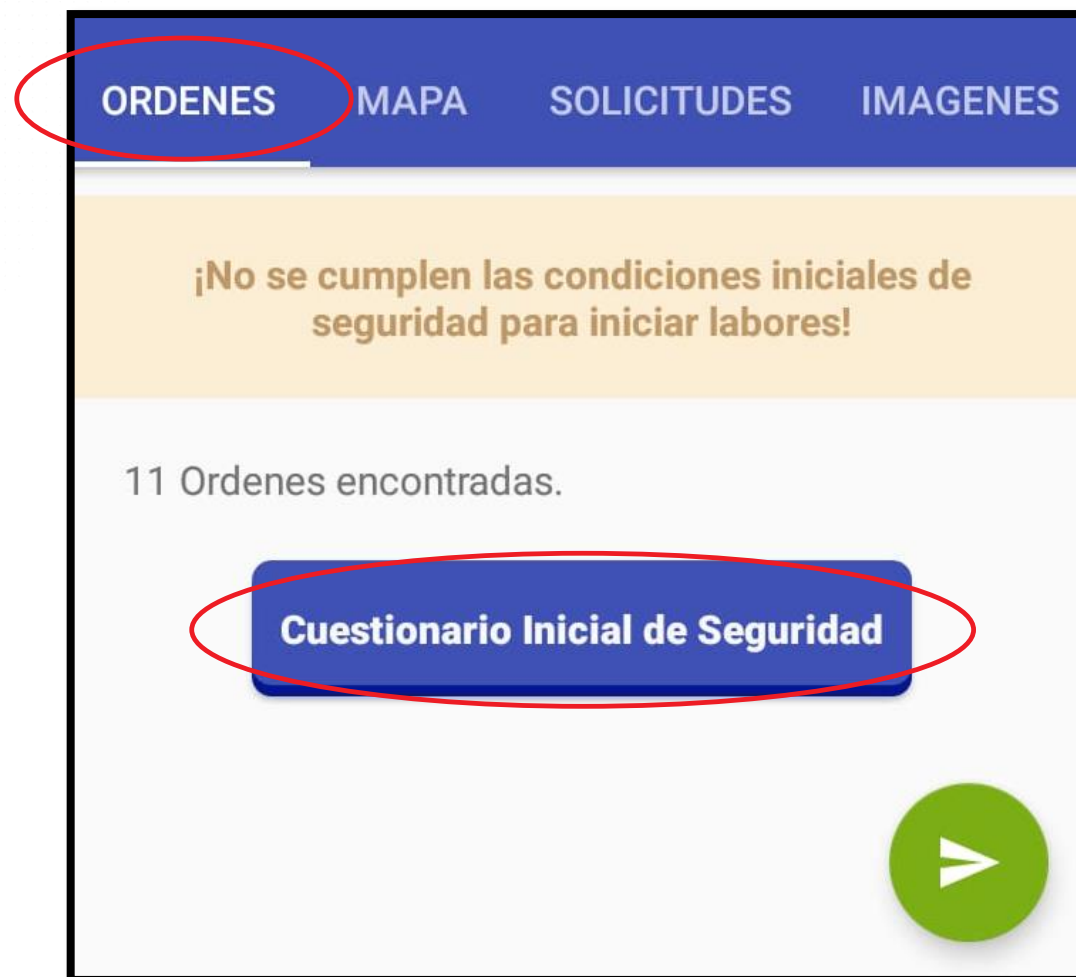 ORDENES MAPA SOLICITUDES IMAGENES
¡No se cumplen las condiciones iniciales de
seguridad para iniciar labores!
11 Ordenes encontradas.
Cuestionario Inicial de Seguridad